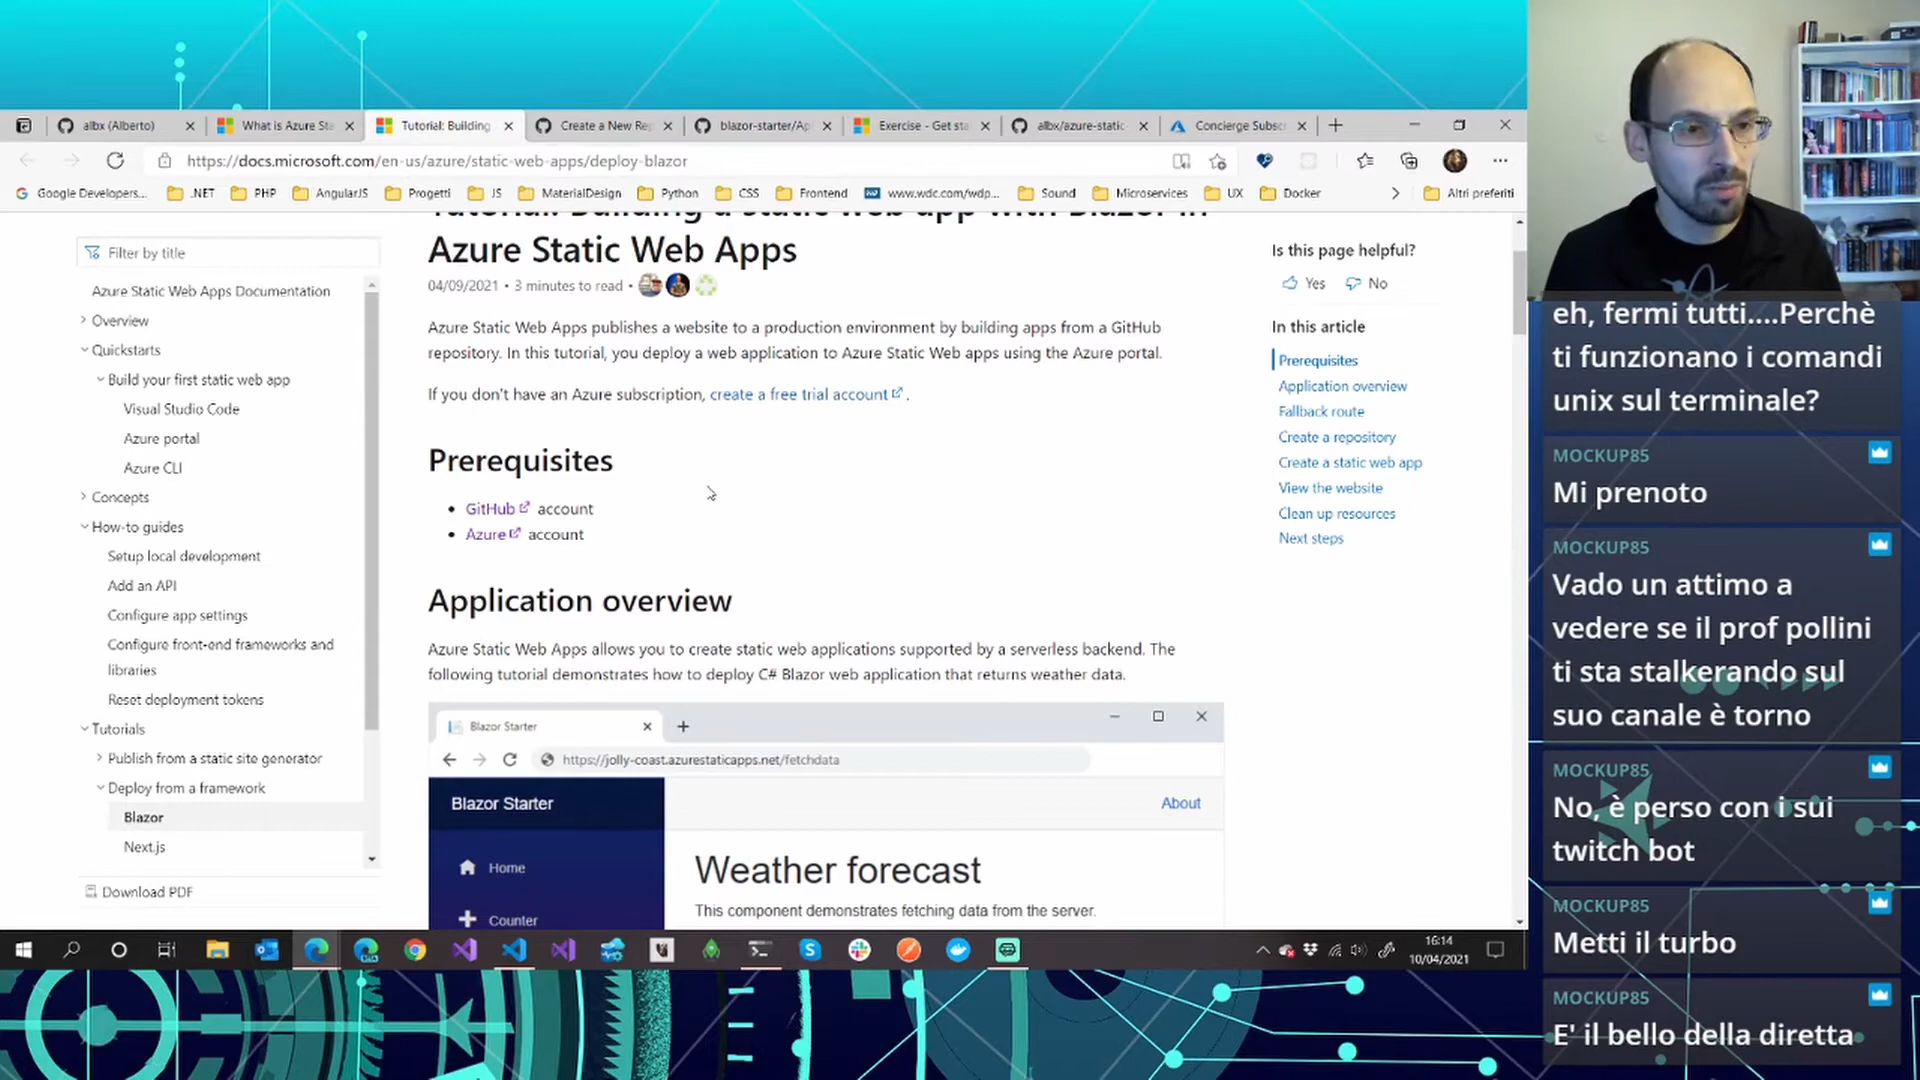 albx (Alberto)
What is Azure Sta
Tutorial: Building
Create a New Rep
blazor-starter/Ap
Exercise - Get sta
albx/azure-static-
Concierge Subsc
https://docs.microsoft.com/en-us/azure/static-web-apps/deploy-blazor
Google Developers...
.NET
PHP
AngularJS
Progetti
JS
MaterialDesign
Python
CSS
Frontend
www.wdc.com/wdp...
Sound
Microservices
UX
Docker
Altri preferiti
Filter by title
Azure Static Web Apps Documentation
Overview
Quickstarts
Build your first static web app
Visual Studio Code
Azure portal
Azure CLI
Concepts
How-to guides
Setup local development
Add an API
Configure app settings
Configure front-end frameworks and
libraries
Reset deployment tokens
Tutorials
Publish from a static site generator
Deploy from a framework
Blazor
Next.js
Download PDF
Tutorial: Building a static web app with Blazor in
Azure Static Web Apps
04/09/2021 • 3 minutes to read •
Azure Static Web Apps publishes a website to a production environment by building apps from a GitHub
repository. In this tutorial, you deploy a web application to Azure Static Web apps using the Azure portal.
If you don't have an Azure subscription, create a free trial account .
Prerequisites
• GitHub account
• Azure account
Application overview
Azure Static Web Apps allows you to create static web applications supported by a serverless backend. The
following tutorial demonstrates how to deploy C# Blazor web application that returns weather data.
Blazor Starter
https://jolly-coast.azurestaticapps.net/fetchdata
Blazor Starter
About
Home
Counter
Weather forecast
This component demonstrates fetching data from the server.
Is this page helpful?
Yes
No
In this article
Prerequisites
Application overview
Fallback route
Create a repository
Create a static web app
View the website
Clean up resources
Next steps
16:14
10/04/2021
eh, fermi tutti....Perchè
ti funzionano i comandi
unix sul terminale?
MOCKUP85
Mi prenoto
MOCKUP85
Vado un attimo a
vedere se il prof pollini
ti sta stalkerando sul
suo canale è torno
MOCKUP85
No, è perso con i sui
twitch bot
MOCKUP85
Metti il turbo
MOCKUP85
E' il bello della diretta